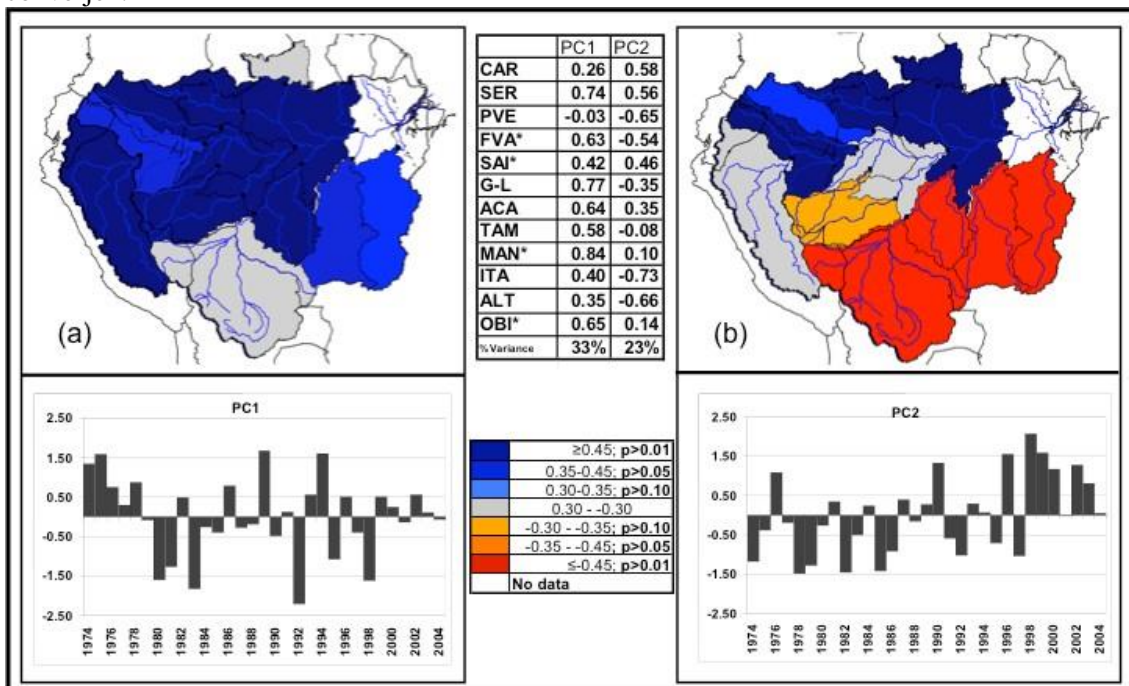 PC1 PC2
CAR 0.26 0.58
SER 0.74 0.56
PVE -0.03 -0.65
FVA* 0.63 -0.54
SAI* 0.42 0.46
G-L 0.77 -0.35
ACA 0.64 0.35
TAM 0.58 -0.08
MAN* 0.84 0.10
ITA 0.40 -0.73
ALT 0.35 -0.66
OBI* 0.65 0.14
% Variance 33% 23%
(a)
(b)
PC1
2.50
1.50
0.50
-0.50
-1.50
-2.50
1974 1976 1978 1980 1982 1984 1986 1988 1990 1992 1994 1996 1998 2000 2002 2004
≥0.45; p>0.01
0.35-0.45; p>0.05
0.30-0.35; p>0.10
0.30 - -0.30
-0.30 - -0.35; p>0.10
-0.35 - -0.45; p>0.05
≤-0.45; p>0.01
No data
PC2
2.50
1.50
0.50
-0.50
-1.50
-2.50
1974 1976 1978 1980 1982 1984 1986 1988 1990 1992 1994 1996 1998 2000 2002 2004